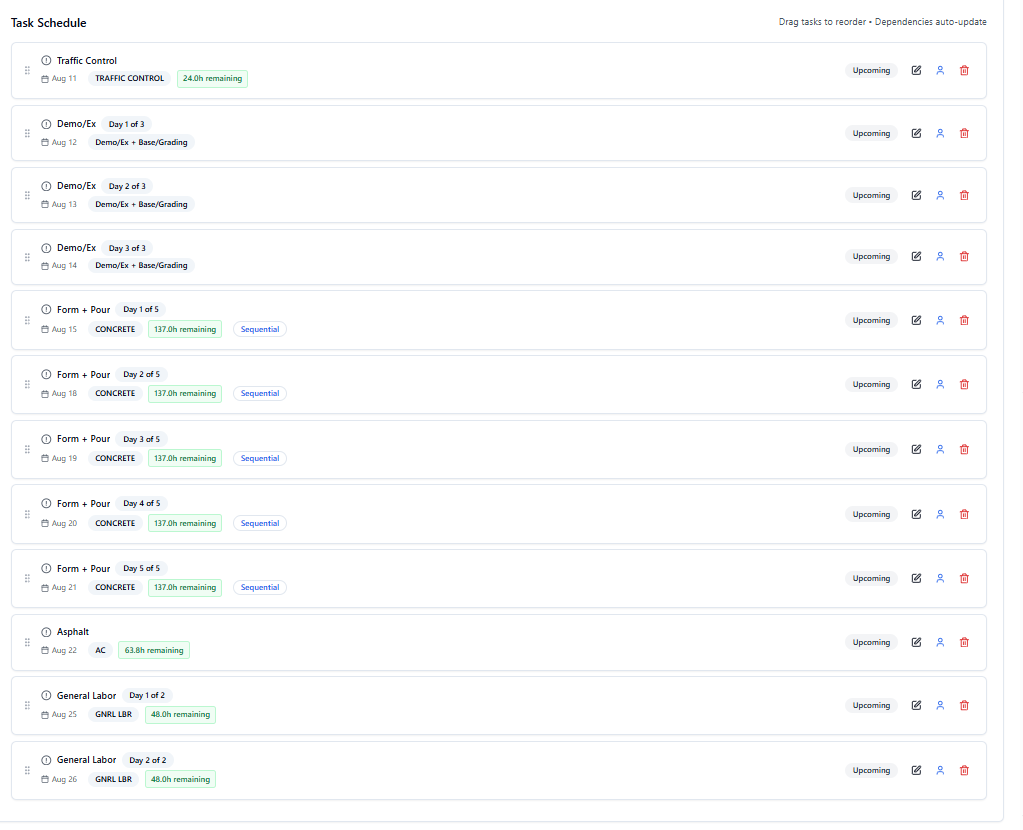 Task Schedule
Drag tasks to reorder • Dependencies auto-update
Traffic Control
Aug 11 TRAFFIC CONTROL 24.0h remaining
Upcoming
Demo/Ex Day 1 of 3
Aug 12 Demo/Ex + Base/Grading
Upcoming
Demo/Ex Day 2 of 3
Aug 13 Demo/Ex + Base/Grading
Upcoming
Demo/Ex Day 3 of 3
Aug 14 Demo/Ex + Base/Grading
Upcoming
Form + Pour Day 1 of 5
Aug 15 CONCRETE 137.0h remaining Sequential
Upcoming
Form + Pour Day 2 of 5
Aug 18 CONCRETE 137.0h remaining Sequential
Upcoming
Form + Pour Day 3 of 5
Aug 19 CONCRETE 137.0h remaining Sequential
Upcoming
Form + Pour Day 4 of 5
Aug 20 CONCRETE 137.0h remaining Sequential
Upcoming
Form + Pour Day 5 of 5
Aug 21 CONCRETE 137.0h remaining Sequential
Upcoming
Asphalt
Aug 22 AC 63.8h remaining
Upcoming
General Labor Day 1 of 2
Aug 25 GNRL LBR 48.0h remaining
Upcoming
General Labor Day 2 of 2
Aug 26 GNRL LBR 48.0h remaining
Upcoming